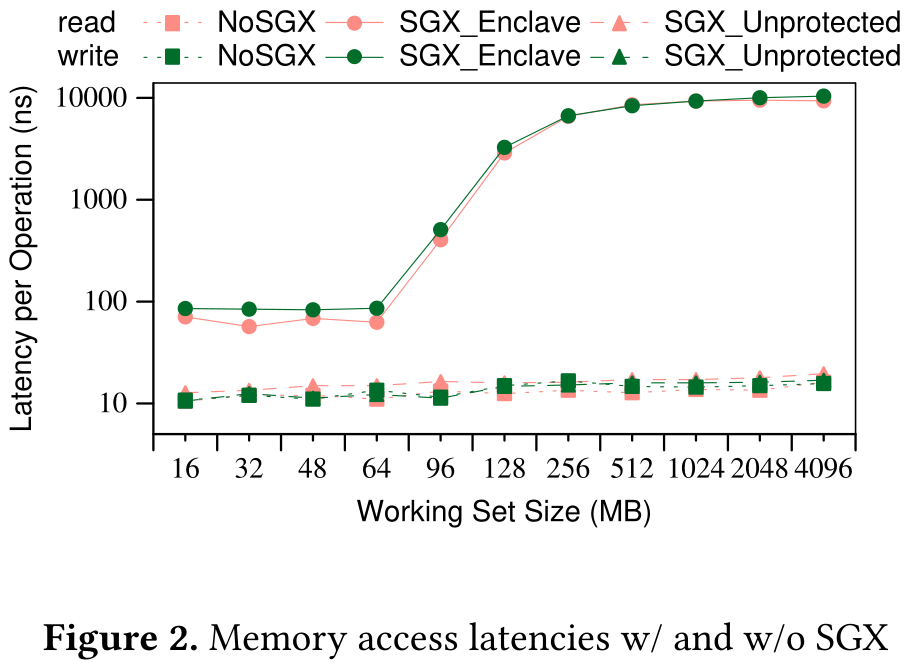 read NoSGX SGX_Enclave SGX_Unprotected
write NoSGX SGX_Enclave SGX_Unprotected
Latency per Operation (ns)
10000
1000
100
10
16 32 48 64 96 128 256 512 1024 2048 4096
Working Set Size (MB)
Figure 2. Memory access latencies w/ and w/o SGX